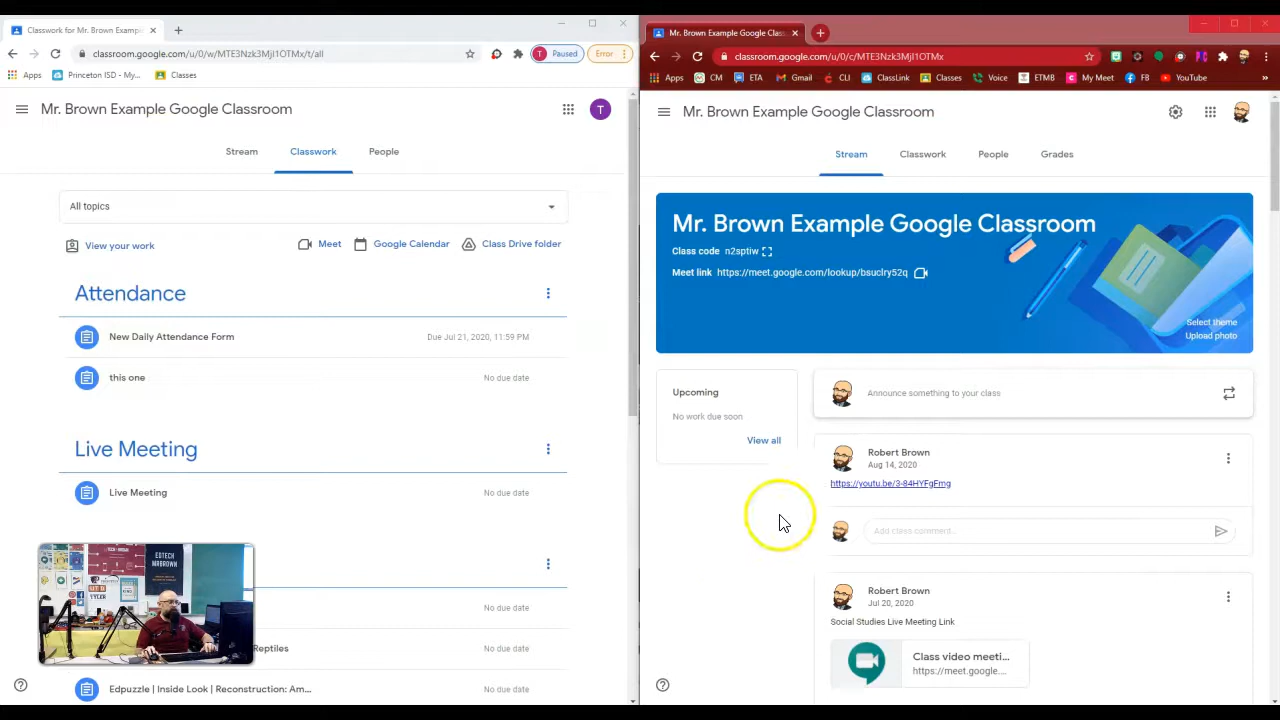 Classwork for Mr. Brown Example
classroom.google.com/u/0/w/MTE3Nzk3MjI1OTMx/t/all
Paused
Error
Apps
Princeton ISD - My...
Classes
Mr. Brown Example Google Classroom
T
Stream
Classwork
People
All topics
View your work
Meet
Google Calendar
Class Drive folder
Attendance
New Daily Attendance Form
Due Jul 21, 2020, 11:59 PM
this one
No due date
Live Meeting
Live Meeting
No due date
No due date
Reptiles
No due date
Edpuzzle | Inside Look | Reconstruction: Am...
No due date
EDTECH
MRBROWN
TYLER
Mr. Brown Example Google Class
classroom.google.com/u/0/c/MTE3Nzk3MjI1OTMx
Apps
CM
ETA
Gmail
CLI
ClassLink
Classes
Voice
ETMB
My Meet
FB
YouTube
Mr. Brown Example Google Classroom
Stream
Classwork
People
Grades
Mr. Brown Example Google Classroom
Class code n2sptiw
Meet link https://meet.google.com/lookup/bsuclry52q
Select theme
Upload photo
Upcoming
No work due soon
View all
Announce something to your class
Robert Brown
Aug 14, 2020
https://youtu.be/3-84HYFgFmg
Add class comment...
Robert Brown
Jul 20, 2020
Social Studies Live Meeting Link
Class video meeti...
https://meet.google....